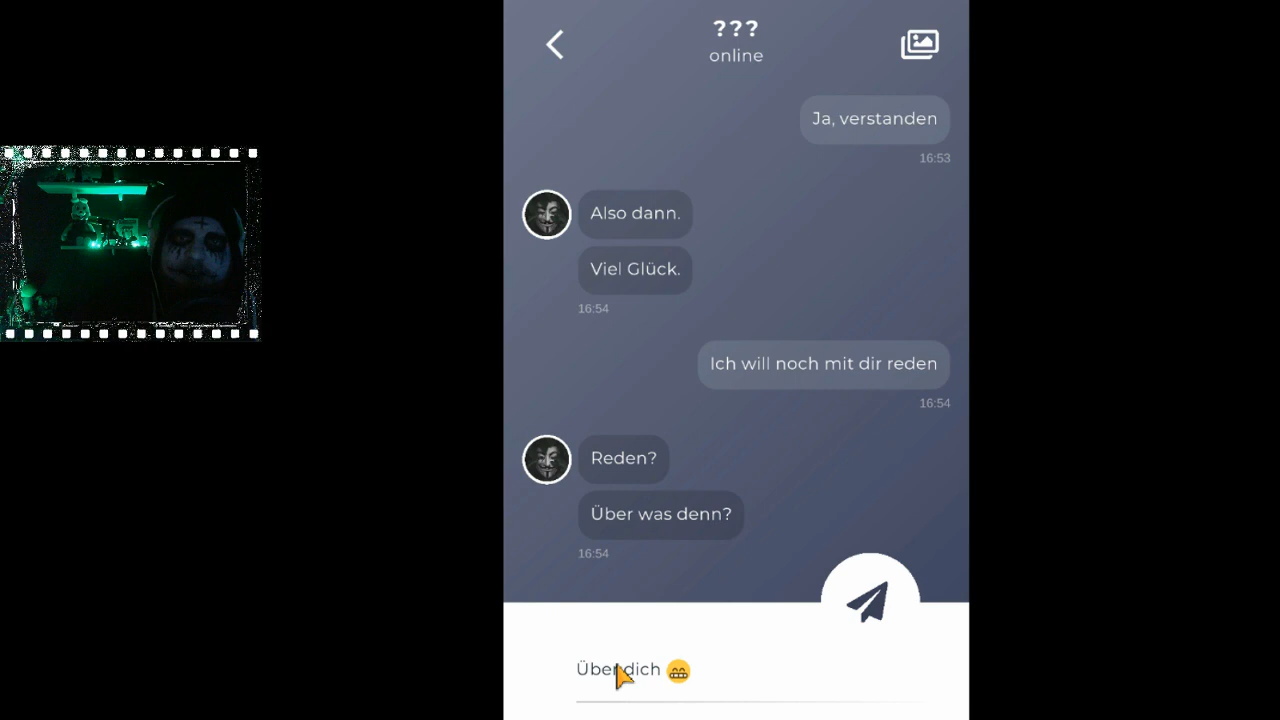 ???
online
Ja, verstanden
16:53
Also dann.
Viel Glück.
16:54
Ich will noch mit dir reden
16:54
Reden?
Über was denn?
16:54
Über dich 😁